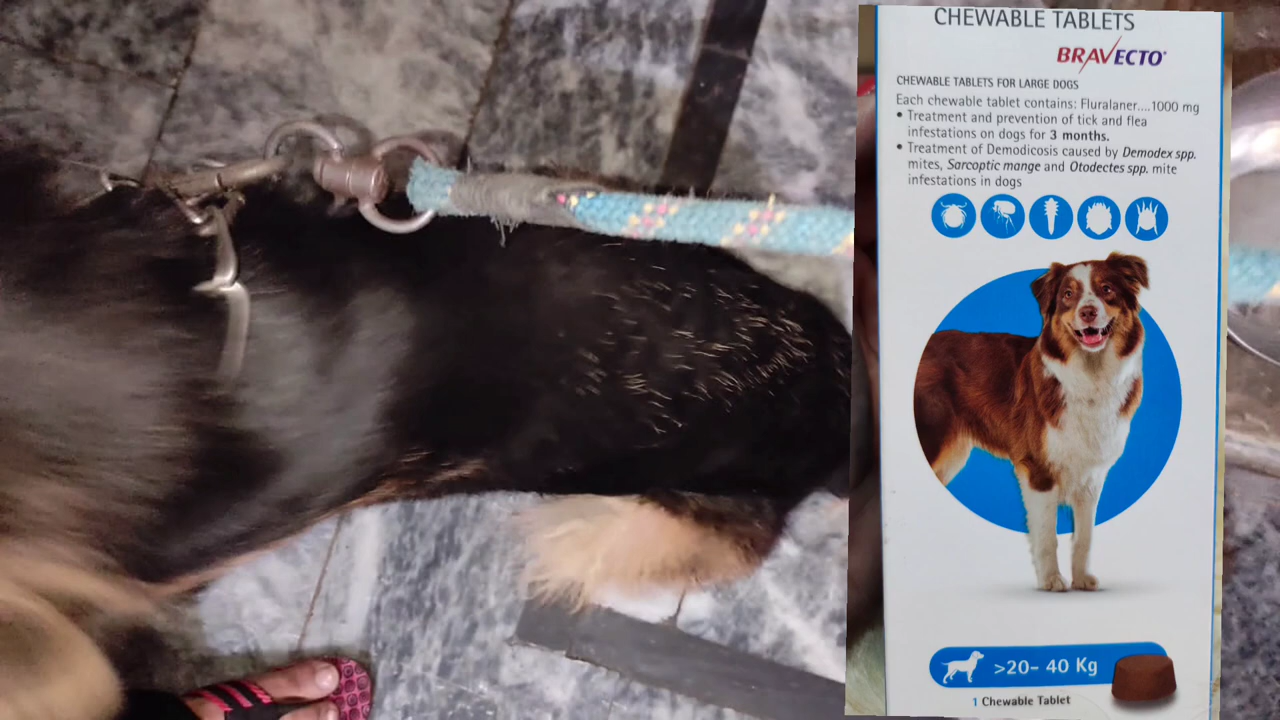 CHEWABLE TABLETS
BRAVECTO®
CHEWABLE TABLETS FOR LARGE DOGS
Each chewable tablet contains: Fluralaner....1000 mg
• Treatment and prevention of tick and flea
infestations on dogs for 3 months.
• Treatment of Demodicosis caused by Demodex spp.
mites, Sarcoptic mange and Otodectes spp. mite
infestations in dogs
>20- 40 Kg
1 Chewable Tablet